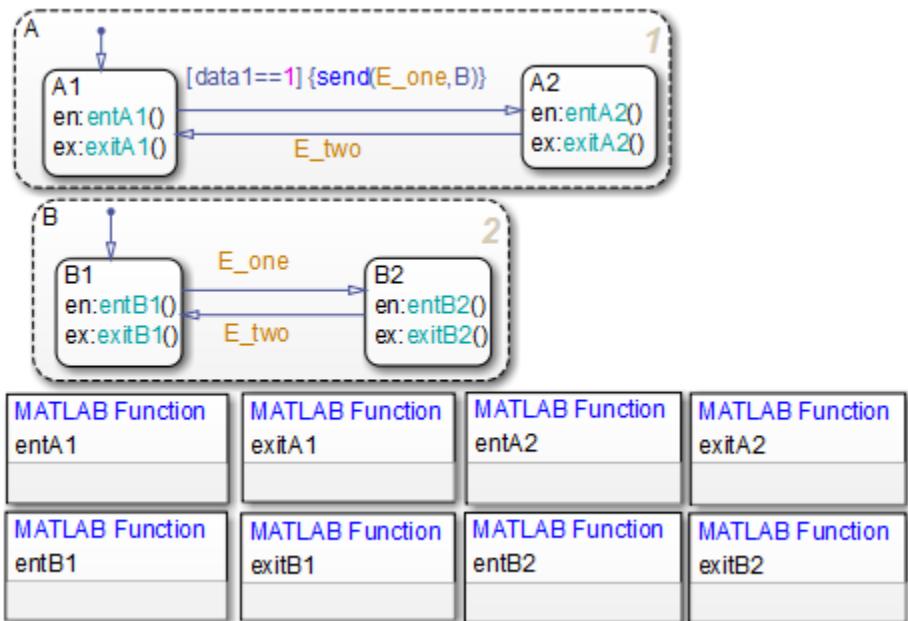 A
1
A1
en:entA1()
ex:exitA1()
[data1==1]{send(E_one,B)}
A2
en:entA2()
ex:exitA2()
E_two
B
2
B1
en:entB1()
ex:exitB1()
E_one
B2
en:entB2()
ex:exitB2()
E_two
MATLAB Function
entA1
MATLAB Function
exitA1
MATLAB Function
entA2
MATLAB Function
exitA2
MATLAB Function
entB1
MATLAB Function
exitB1
MATLAB Function
entB2
MATLAB Function
exitB2